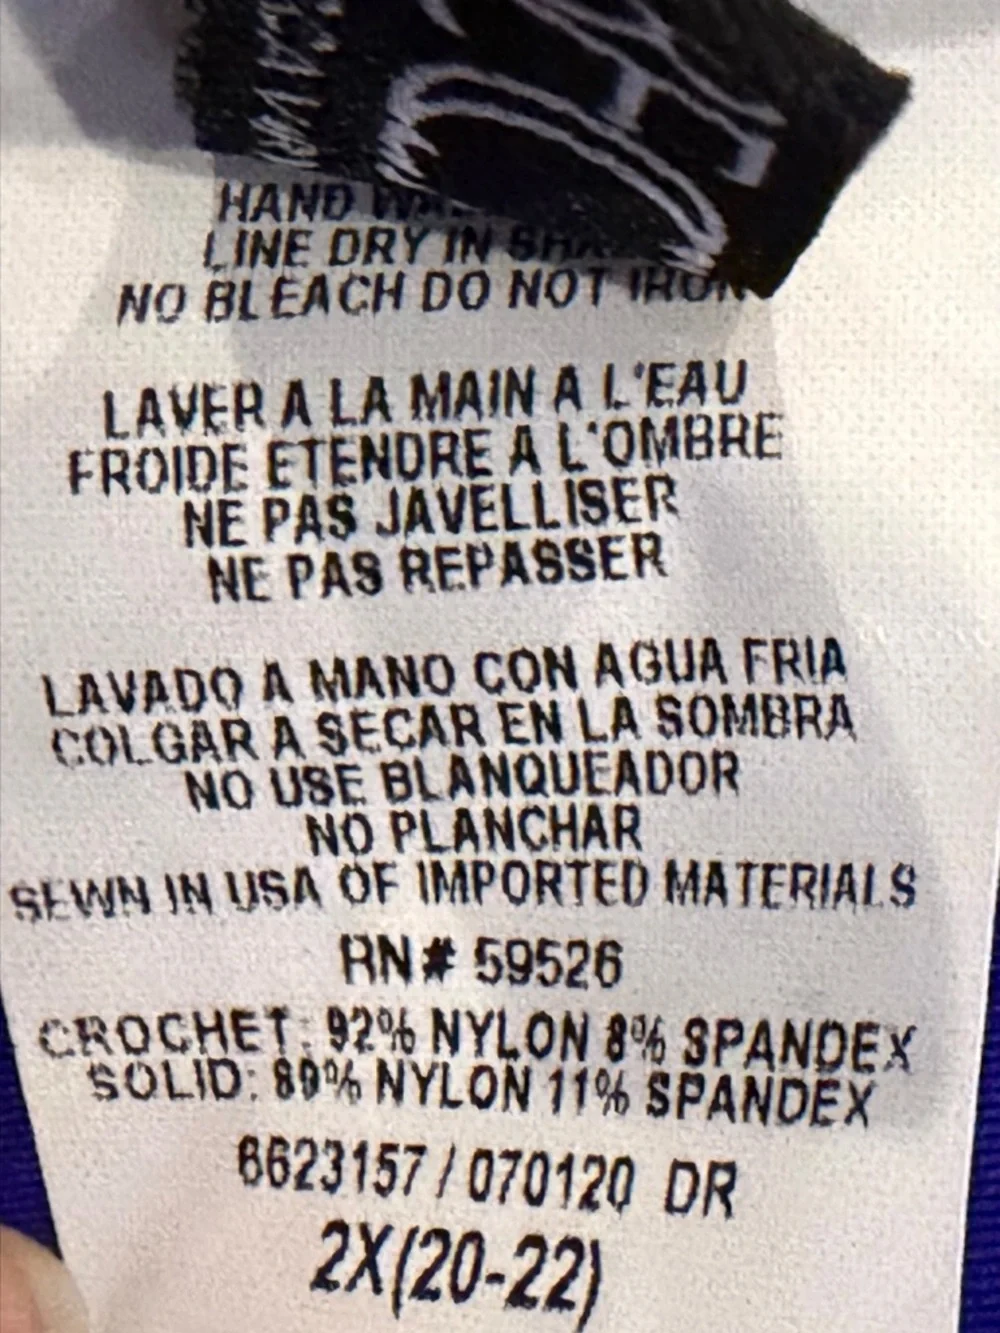 HAND
LINE DRY IN SHA
NO BLEACH DO NOT IRON
LAVER A LA MAIN A L'EAU
FROIDE ETENDRE A L'OMBRE
NE PAS JAVELLISER
NE PAS REPASSER
LAVADO A MANO CON AGUA FRIA
COLGAR A SECAR EN LA SOMBRA
NO USE BLANQUEADOR
NO PLANCHAR
SEWN IN USA OF IMPORTED MATERIALS
RN# 59526
CROCHET: 92% NYLON 8% SPANDEX
SOLID: 89% NYLON 11% SPANDEX
6623157 / 070120 DR
2X(20-22)